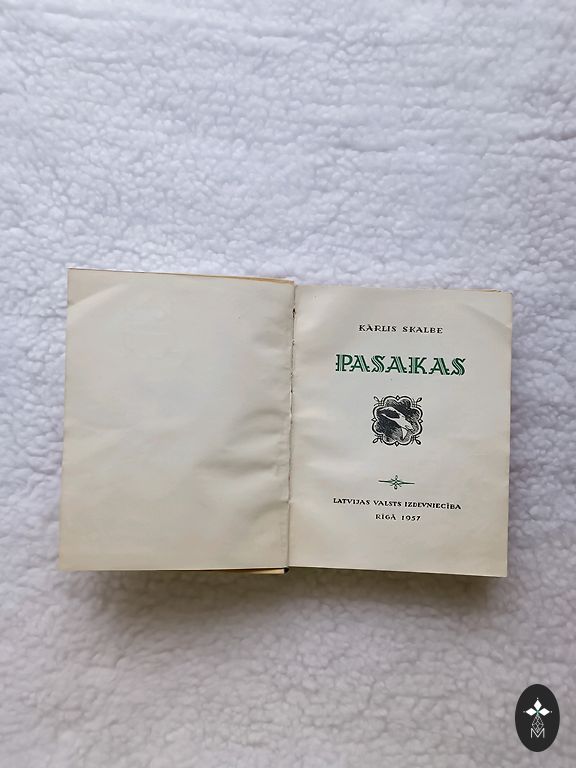 KĀRLIS SKALBE
PASAKAS
LATVIJAS VALSTS IZDEVNIECĪBA
RĪGĀ 1957
M